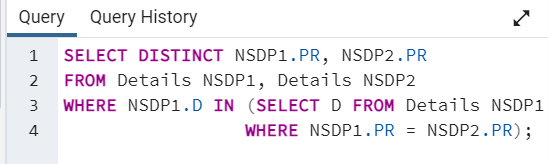 Query Query History
1 SELECT DISTINCT NSDP1.PR, NSDP2.PR
2 FROM Details NSDP1, Details NSDP2
3 WHERE NSDP1.D IN (SELECT D FROM Details NSDP1
4 WHERE NSDP1.PR = NSDP2.PR);